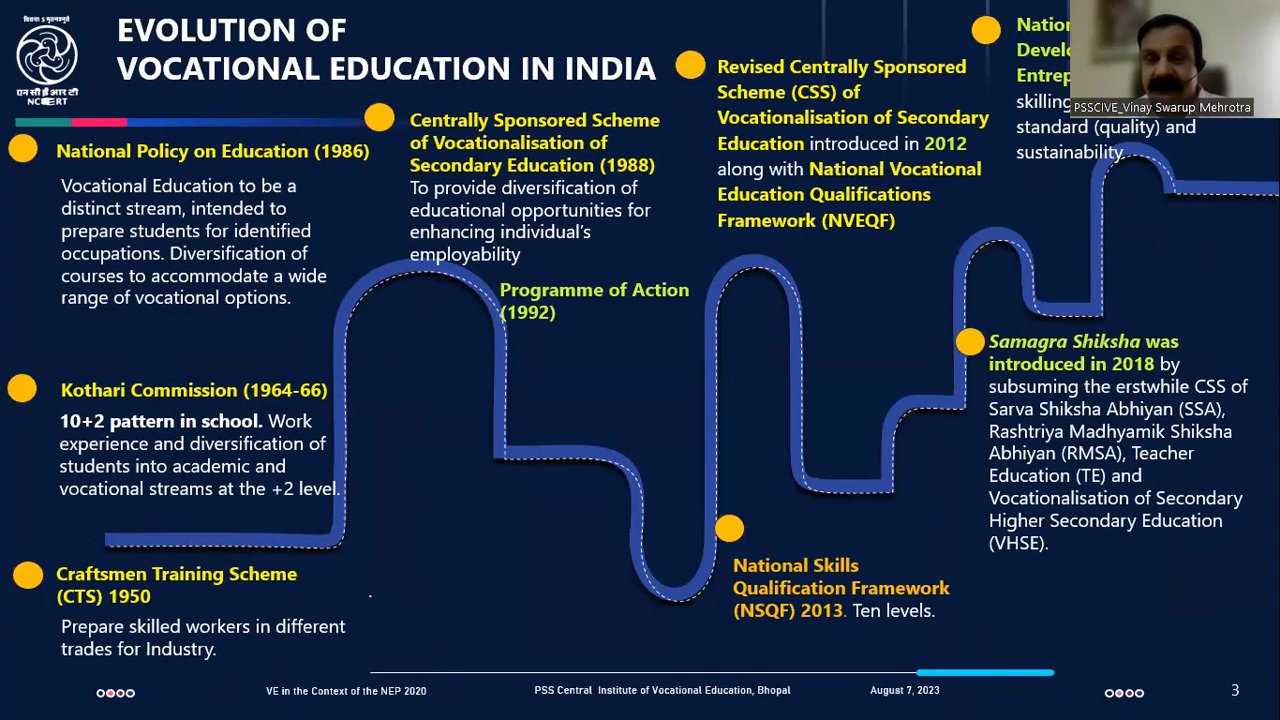 EVOLUTION OF
VOCATIONAL EDUCATION IN INDIA
एन सी ई आर टी
NCERT
National Policy on Education (1986)
Vocational Education to be a
distinct stream, intended to
prepare students for identified
occupations. Diversification of
courses to accommodate a wide
range of vocational options.
Kothari Commission (1964-66)
10+2 pattern in school. Work
experience and diversification of
students into academic and
vocational streams at the +2 level.
Craftsmen Training Scheme
(CTS) 1950
Prepare skilled workers in different
trades for Industry.
Centrally Sponsored Scheme
of Vocationalisation of
Secondary Education (1988)
To provide diversification of
educational opportunities for
enhancing individual's
employability
Programme of Action
(1992)
Revised Centrally Sponsored
Scheme (CSS) of
Vocationalisation of Secondary
Education introduced in 2012
along with National Vocational
Education Qualifications
Framework (NVEQF)
National Skills
Qualification Framework
(NSQF) 2013. Ten levels.
skilling
standard (quality) and
sustainability.
PSSCIVE_Vinay Swarup Mehrotra
Samagra Shiksha was
introduced in 2018 by
subsuming the erstwhile CSS of
Sarva Shiksha Abhiyan (SSA),
Rashtriya Madhyamik Shiksha
Abhiyan (RMSA), Teacher
Education (TE) and
Vocationalisation of Secondary
Higher Secondary Education
(VHSE).
VE in the Context of the NEP 2020
PSS Central Institute of Vocational Education, Bhopal
August 7, 2023
3